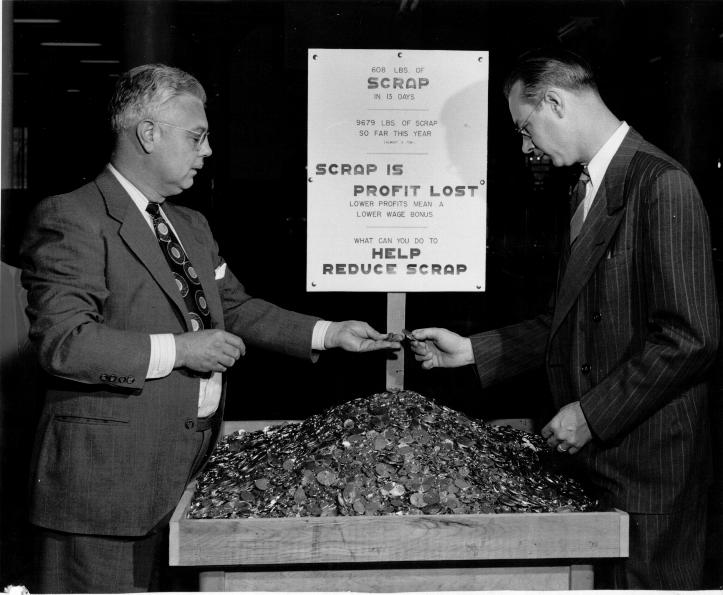 608 LBS. OF
SCRAP
IN 13 DAYS
9679 LBS. OF SCRAP
SO FAR THIS YEAR
SCRAP IS
PROFIT LOST
LOWER PROFITS MEAN A
LOWER WAGE BONUS
WHAT CAN YOU DO TO
HELP
REDUCE SCRAP